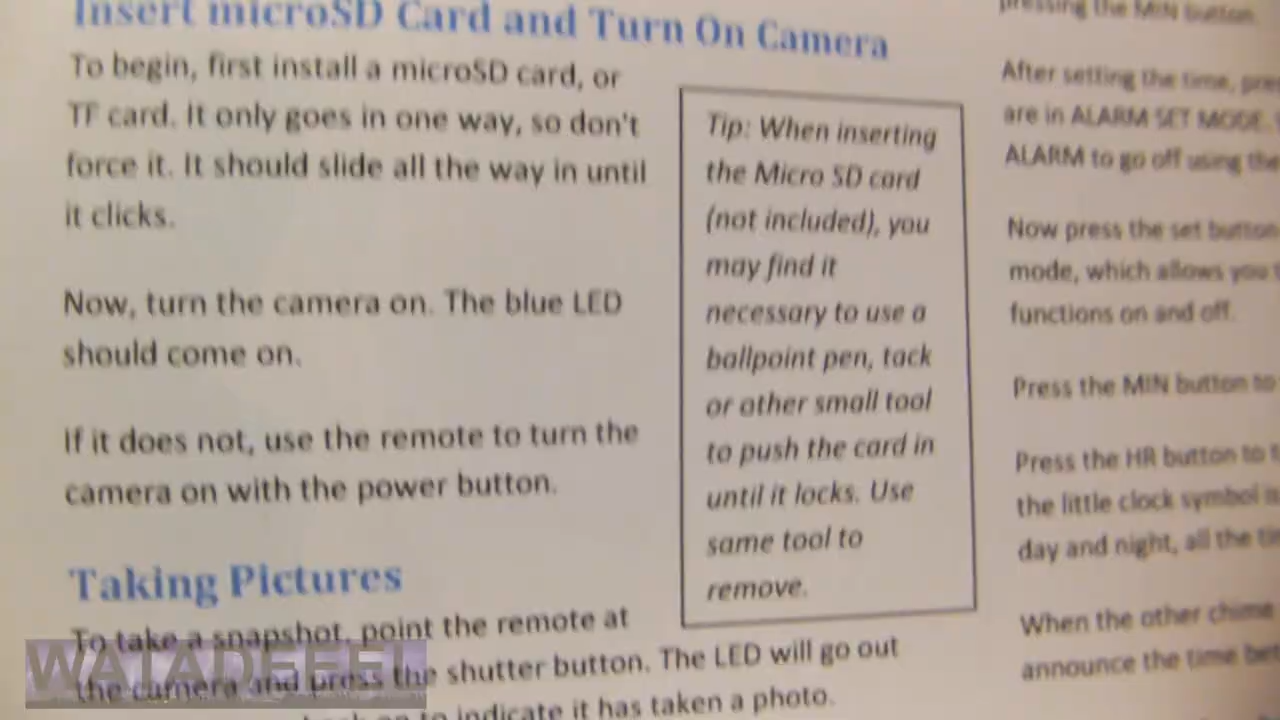 Insert microSD Card and Turn On Camera
To begin, first install a microSD card, or
TF card. It only goes in one way, so don't
force it. It should slide all the way in until
it clicks.
Now, turn the camera on. The blue LED
should come on.
If it does not, use the remote to turn the
camera on with the power button.
Taking Pictures
To take a snapshot, point the remote at
the camera and press the shutter button. The LED will go out
to indicate it has taken a photo.
Tip: When inserting
the Micro SD card
(not included), you
may find it
necessary to use a
ballpoint pen, tack
or other small tool
to push the card in
until it locks. Use
same tool to
remove.
pressing the MIN button.
After setting the time,
are in ALARM SET MODE.
ALARM to go off using the
Now press the set button
mode, which allows you
functions on and off.
Press the MIN button to
Press the HR button to
the little clock symbol
day and night, all the
When the other chime
announce the time